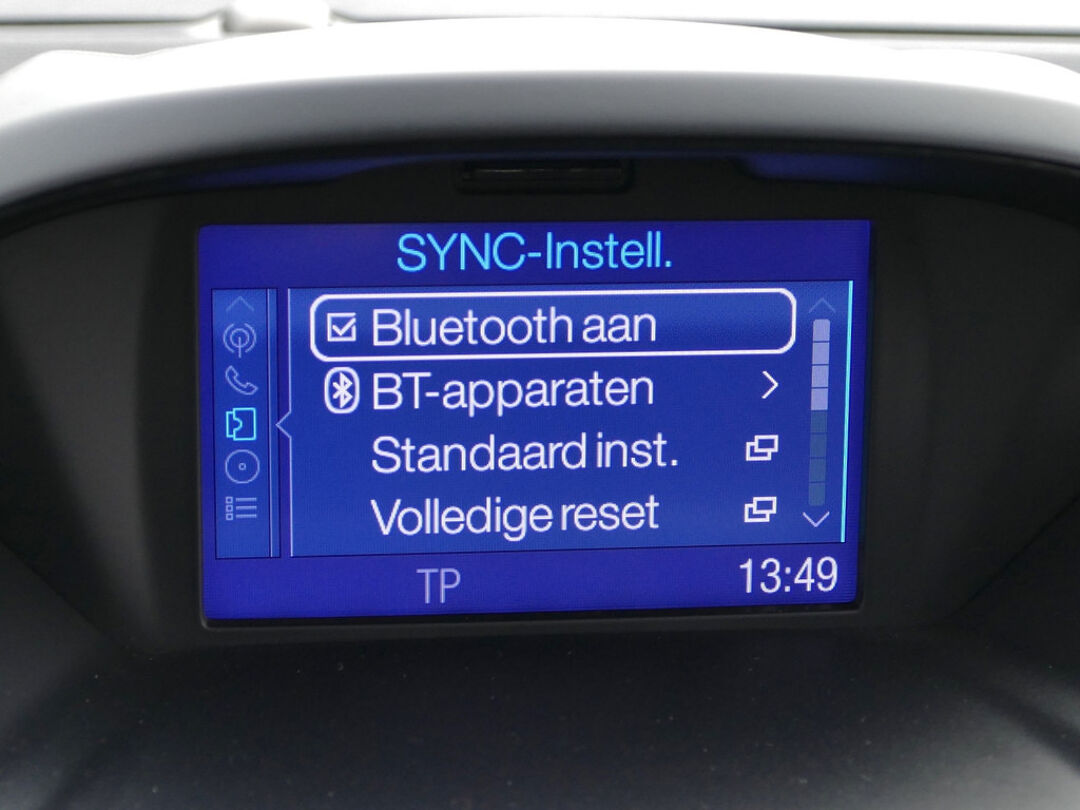 SYNC-Instell.
Bluetooth aan
BT-apparaten
Standaard inst.
Volledige reset
TP
13:49